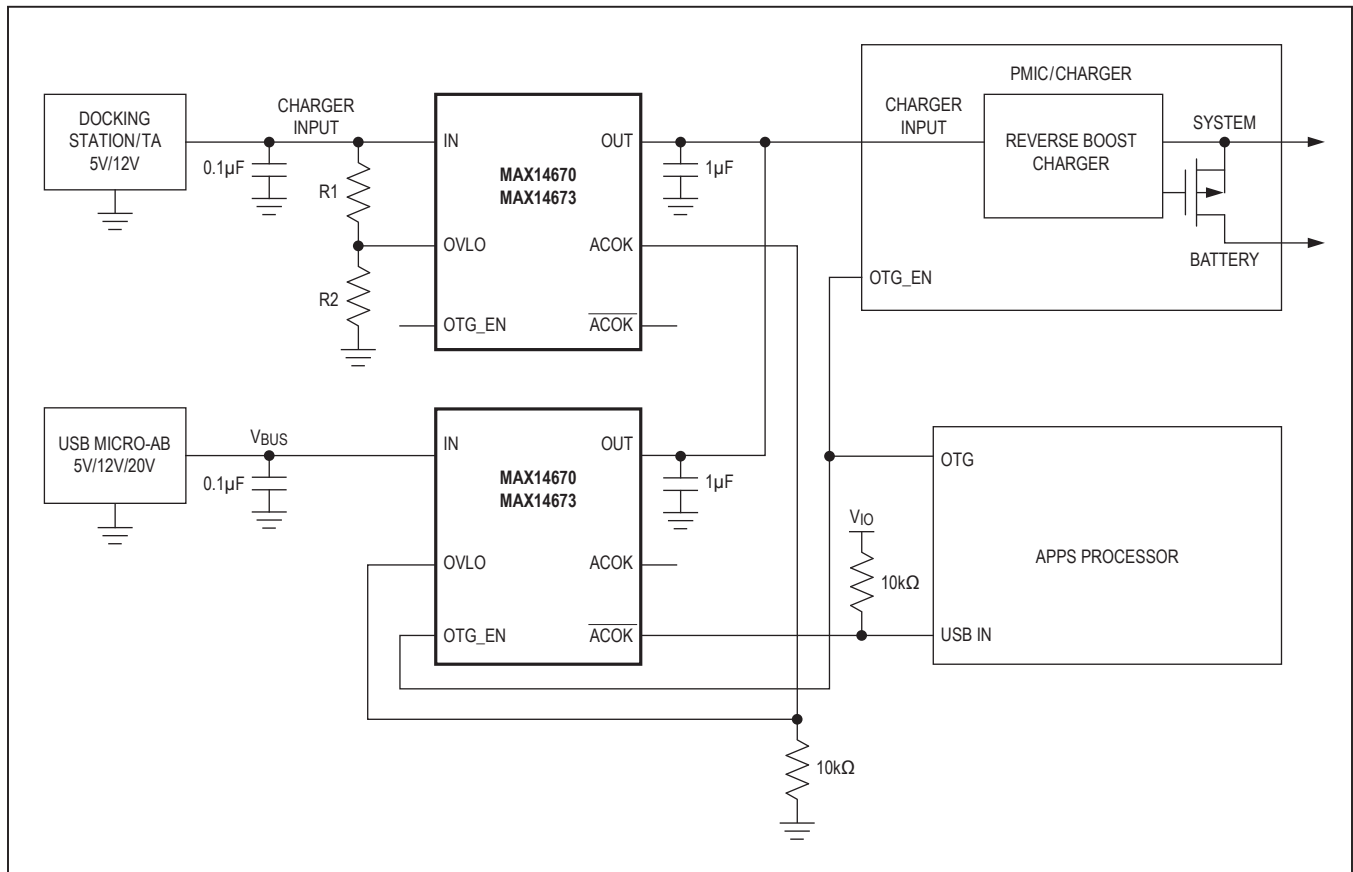 DOCKING
STATION/TA
5V/12V
CHARGER
INPUT
0.1µF
R1
R2
IN
OUT
MAX14670
MAX14673
OVLO
ACOK
OTG_EN
ACOK
1µF
PMIC/CHARGER
CHARGER
INPUT
REVERSE BOOST
CHARGER
SYSTEM
BATTERY
OTG_EN
USB MICRO-AB
5V/12V/20V
VBUS
0.1µF
IN
OUT
MAX14670
MAX14673
OVLO
ACOK
OTG_EN
ACOK
1µF
VIO
10kΩ
OTG
APPS PROCESSOR
USB IN
10kΩ